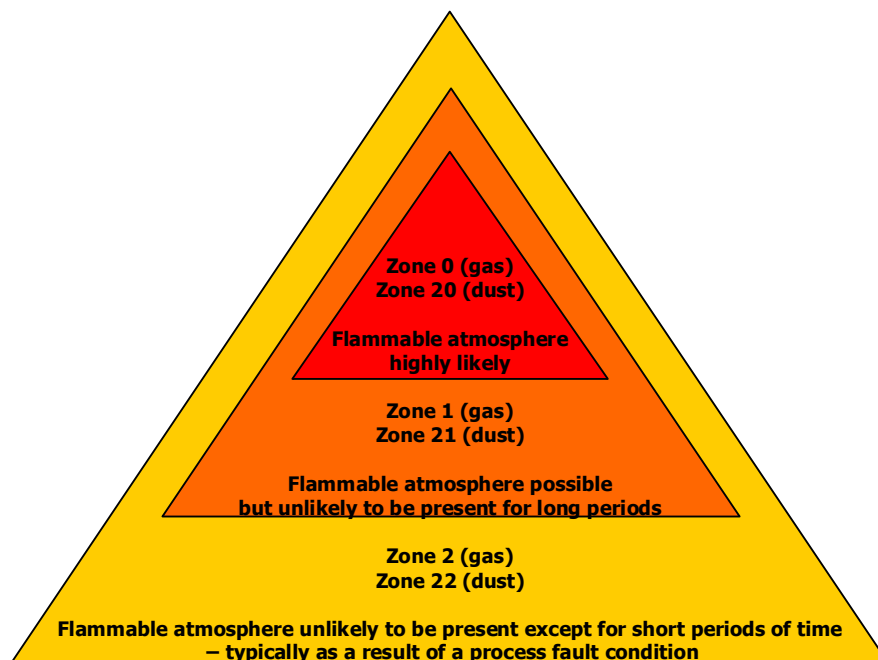 Zone 0 (gas)
Zone 20 (dust)
Flammable atmosphere
highly likely
Zone 1 (gas)
Zone 21 (dust)
Flammable atmosphere possible
but unlikely to be present for long periods
Zone 2 (gas)
Zone 22 (dust)
Flammable atmosphere unlikely to be present except for short periods of time
– typically as a result of a process fault condition